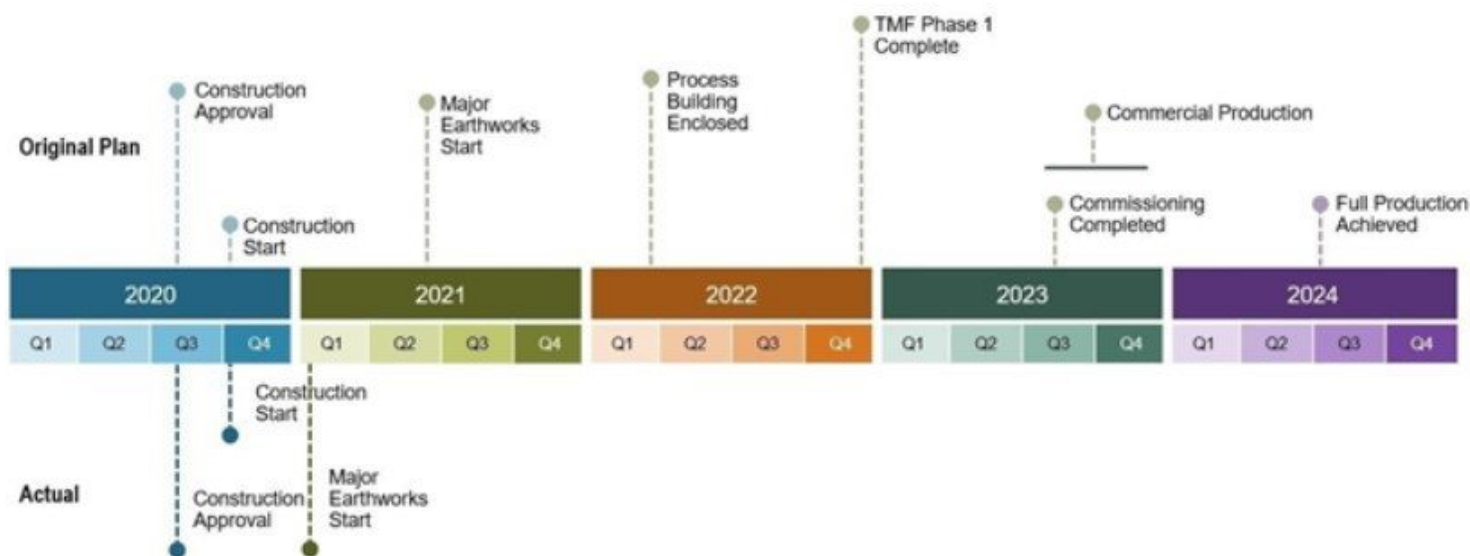 TMF Phase 1
Complete
Construction
Approval
Process
Building
Enclosed
Major
Earthworks
Start
Commercial Production
Original Plan
Construction
Start
Commissioning
Completed
Full Production
Achieved
2020
2021
2022
2023
2024
Q1 Q2 Q3 Q4 Q1 Q2 Q3 Q4 Q1 Q2 Q3 Q4 Q1 Q2 Q3 Q4 Q1 Q2 Q3 Q4
Construction
Start
Actual
Construction
Approval
Major
Earthworks
Start